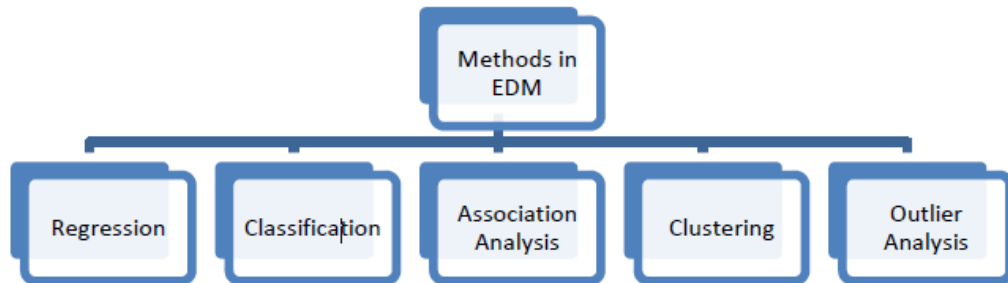 Methods in
EDM
Regression
Classification
Association
Analysis
Clustering
Outlier
Analysis